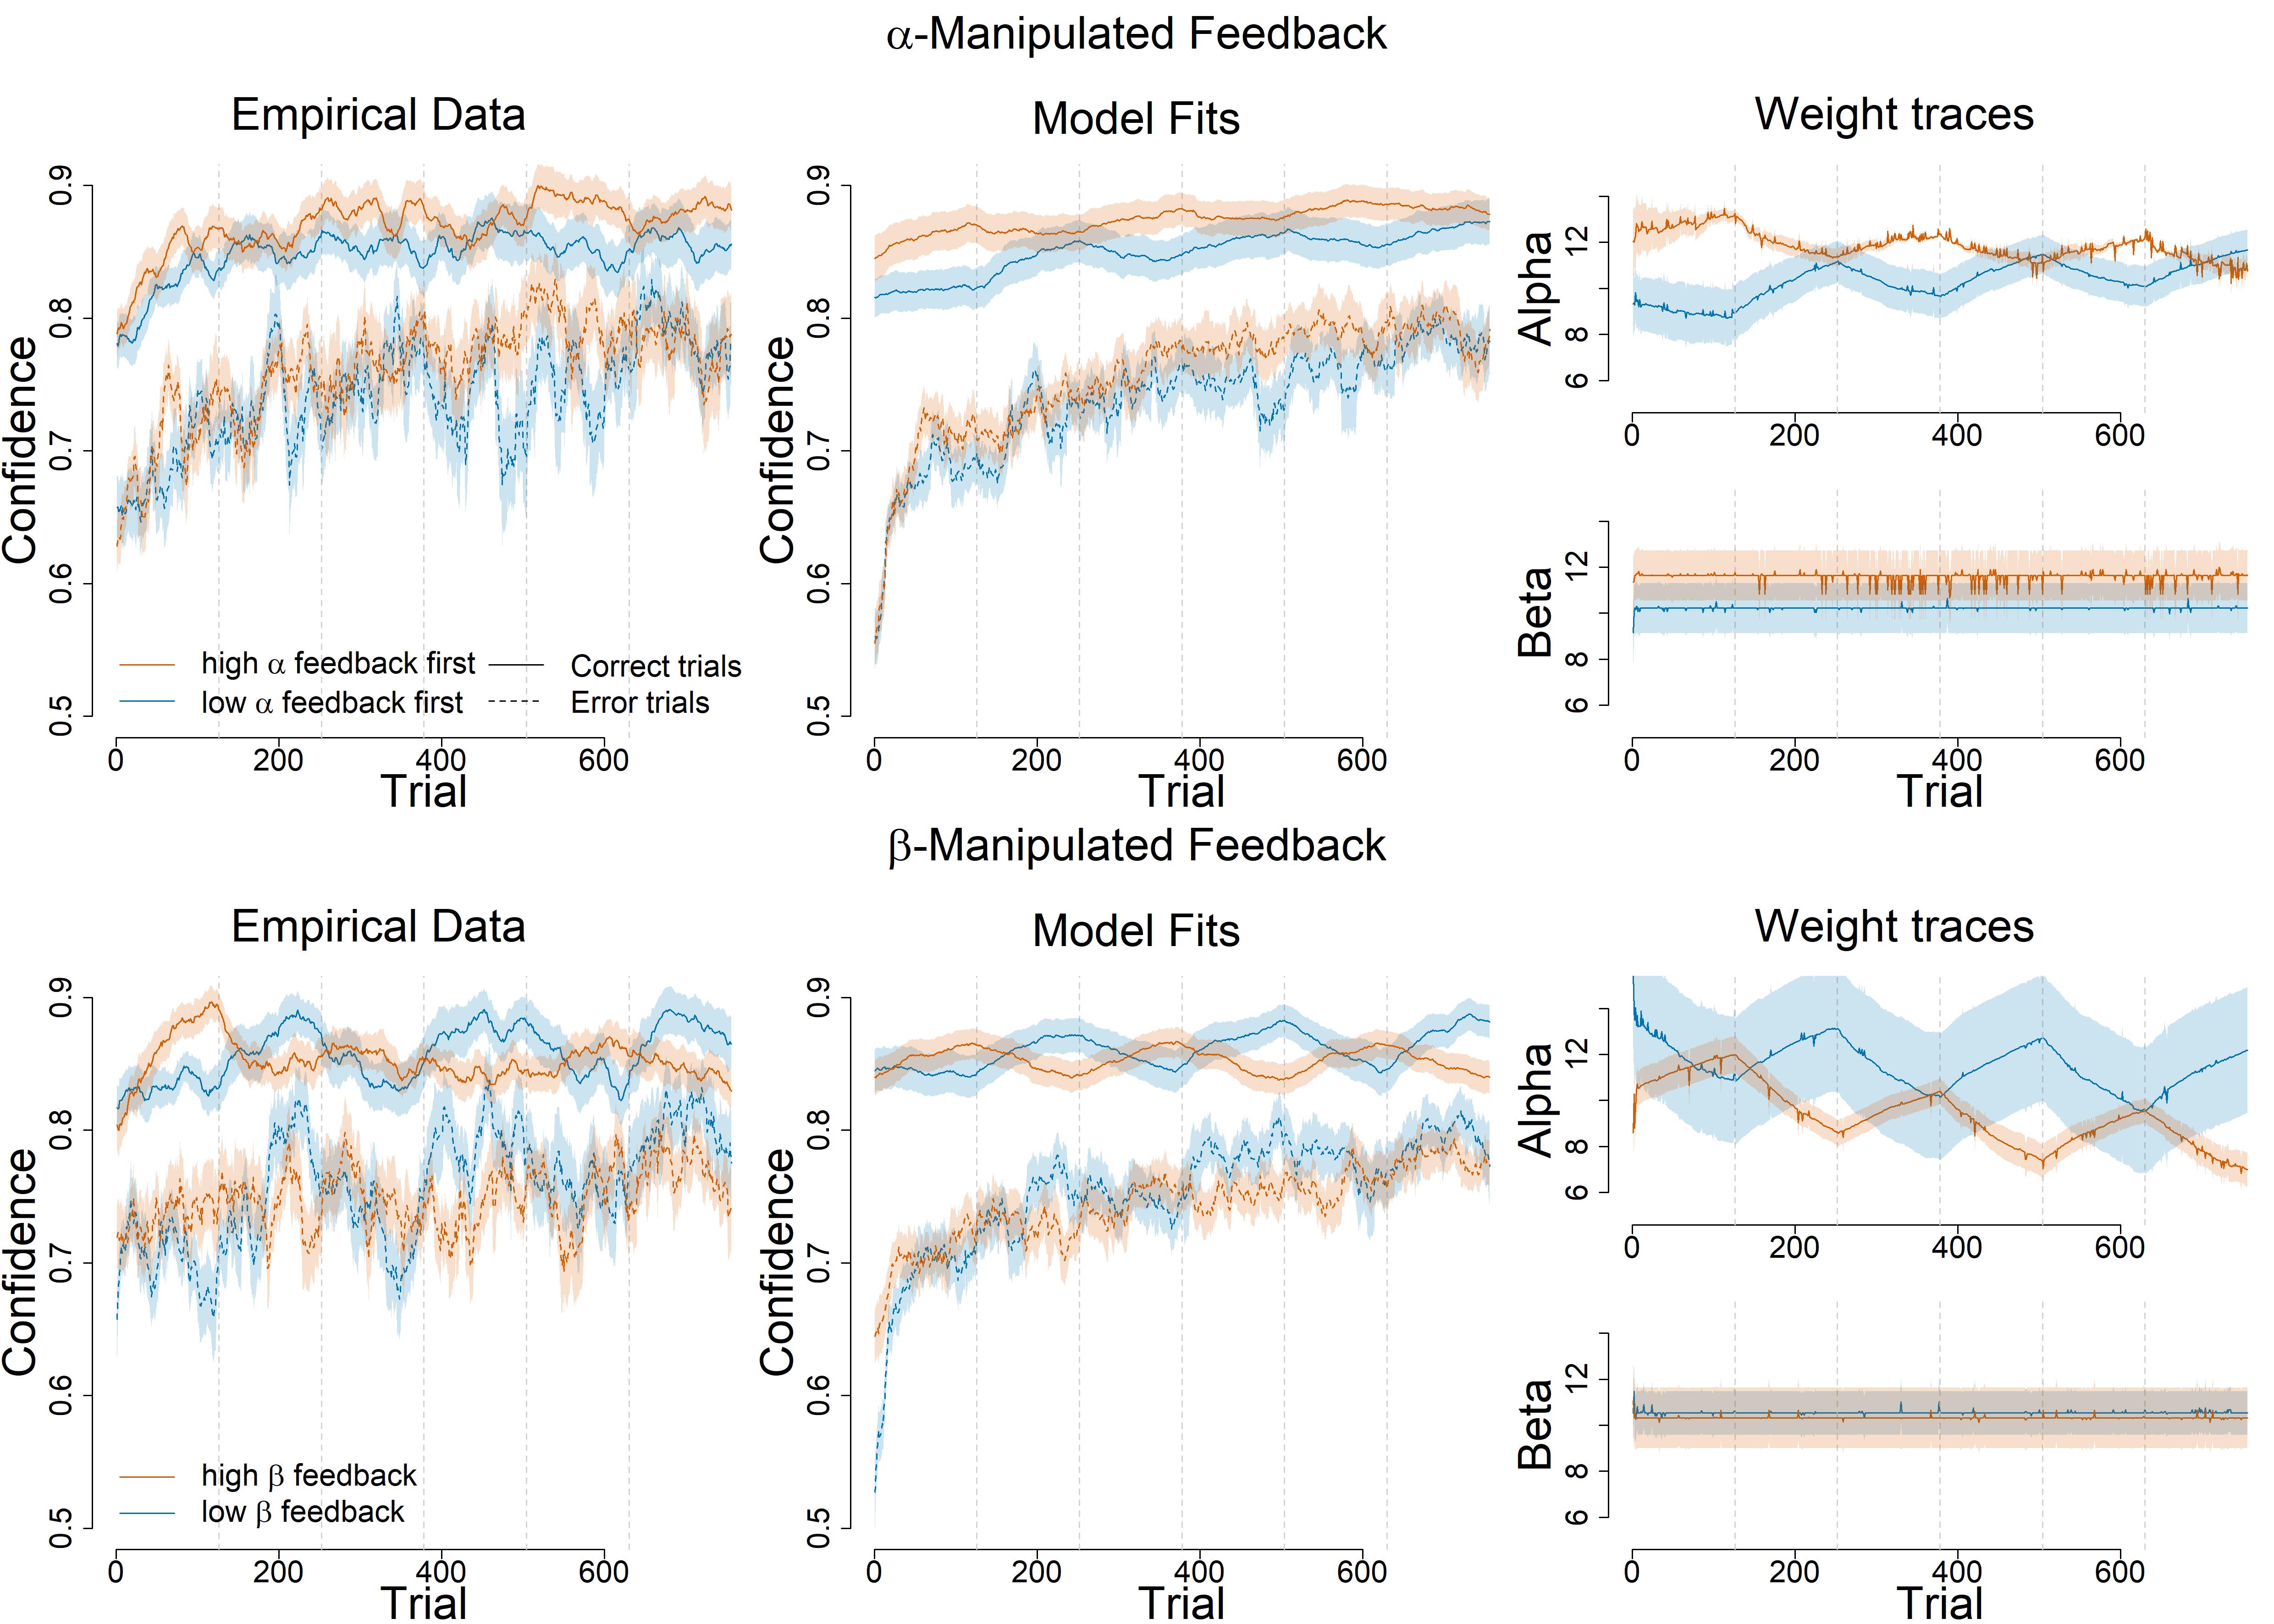 α-Manipulated Feedback
Empirical Data
Model Fits
Weight traces
Confidence
0.5 0.6 0.7 0.8 0.9
high α feedback first
low α feedback first
Correct trials
Error trials
0 200 400 600
Trial
Confidence
0.5 0.6 0.7 0.8 0.9
0 200 400 600
Trial
Alpha
6 8 12
0 200 400 600
Beta
6 8 12
0 200 400 600
Trial
β-Manipulated Feedback
Empirical Data
Model Fits
Weight traces
Confidence
0.5 0.6 0.7 0.8 0.9
high β feedback
low β feedback
0 200 400 600
Trial
Confidence
0.5 0.6 0.7 0.8 0.9
0 200 400 600
Trial
Alpha
6 8 12
0 200 400 600
Beta
6 8 12
0 200 400 600
Trial